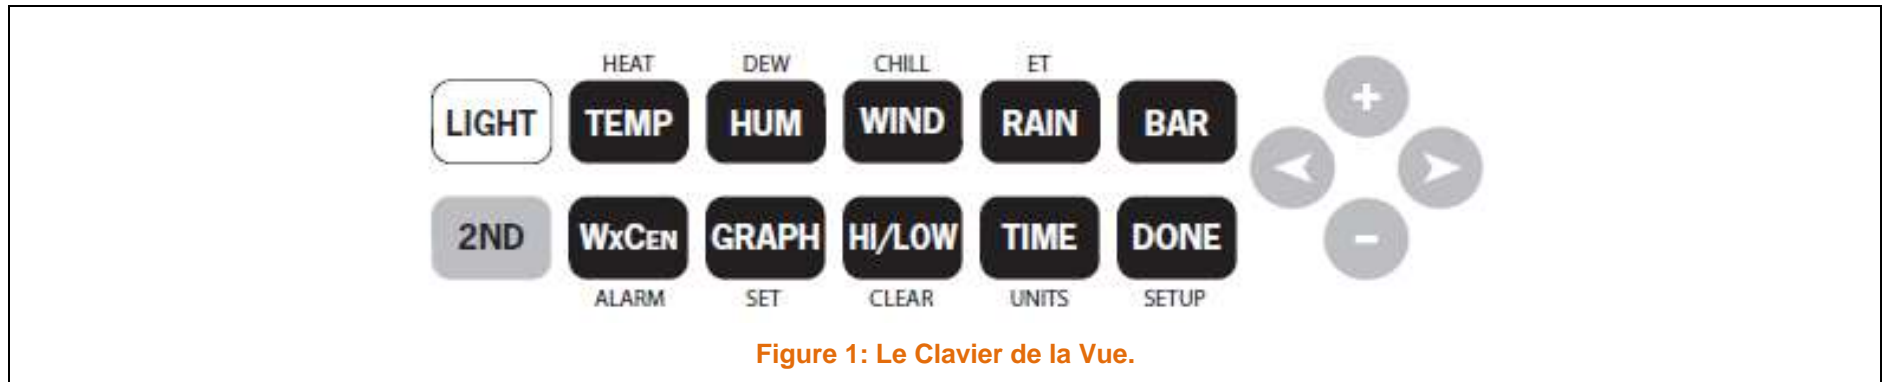 HEAT DEW CHILL ET
LIGHT TEMP HUM WIND RAIN BAR +
2ND WxCEN GRAPH HI/LOW TIME DONE -
ALARM SET CLEAR UNITS SETUP
Figure 1: Le Clavier de la Vue.